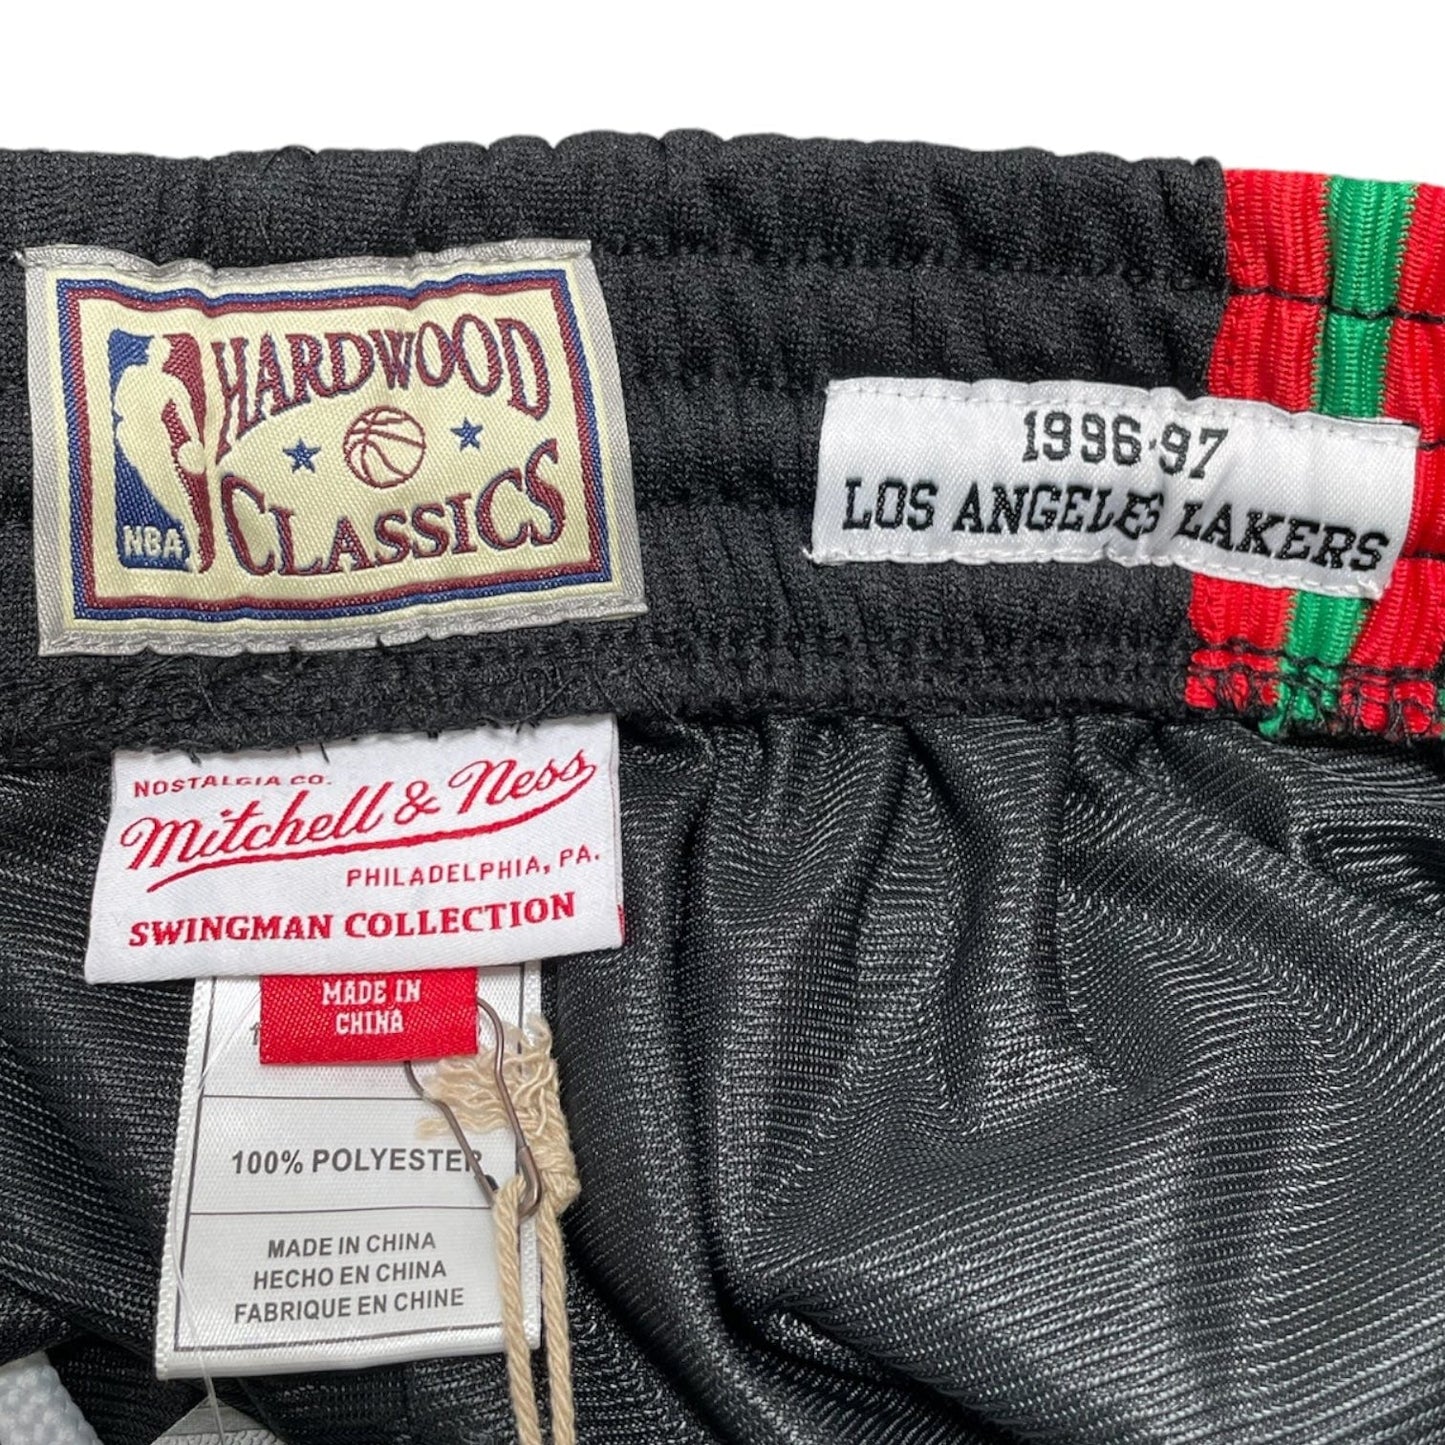 HARDWOOD
CLASSICS
NBA
1996-97
LOS ANGELES LAKERS
NOSTALGIA CO.
Mitchell & Ness
PHILADELPHIA, PA.
SWINGMAN COLLECTION
MADE IN
CHINA
100% POLYESTER
MADE IN CHINA
HECHO EN CHINA
FABRIQUE EN CHINE